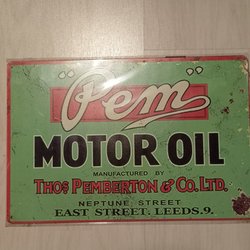 "Pem"
MOTOR OIL
MANUFACTURED BY
THOS PEMBERTON & CO. LTD.
NEPTUNE STREET
EAST STREET. LEEDS.9.